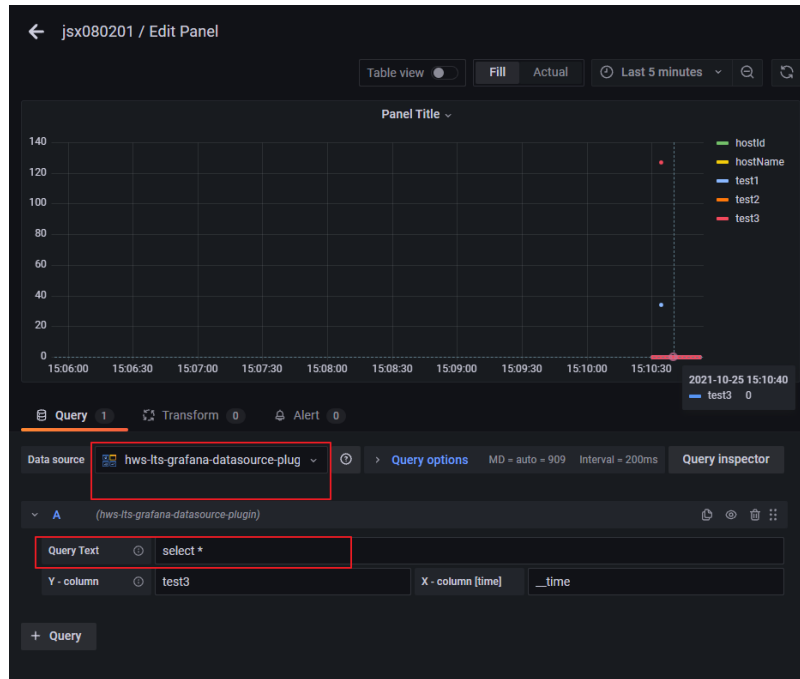 jsx080201 / Edit Panel
Table view Fill Actual Last 5 minutes
Panel Title
140
120
100
80
60
40
20
0
15:06:00 15:06:30 15:07:00 15:07:30 15:08:00 15:08:30 15:09:00 15:09:30 15:10:00 15:10:30
hostId
hostName
test1
test2
test3
2021-10-25 15:10:40
test3 0
Query 1 Transform 0 Alert 0
Data source hws-lts-grafana-datasource-plug Query options MD = auto = 909 Interval = 200ms Query inspector
A (hws-lts-grafana-datasource-plugin)
Query Text select *
Y - column test3 X - column [time] __time
+ Query